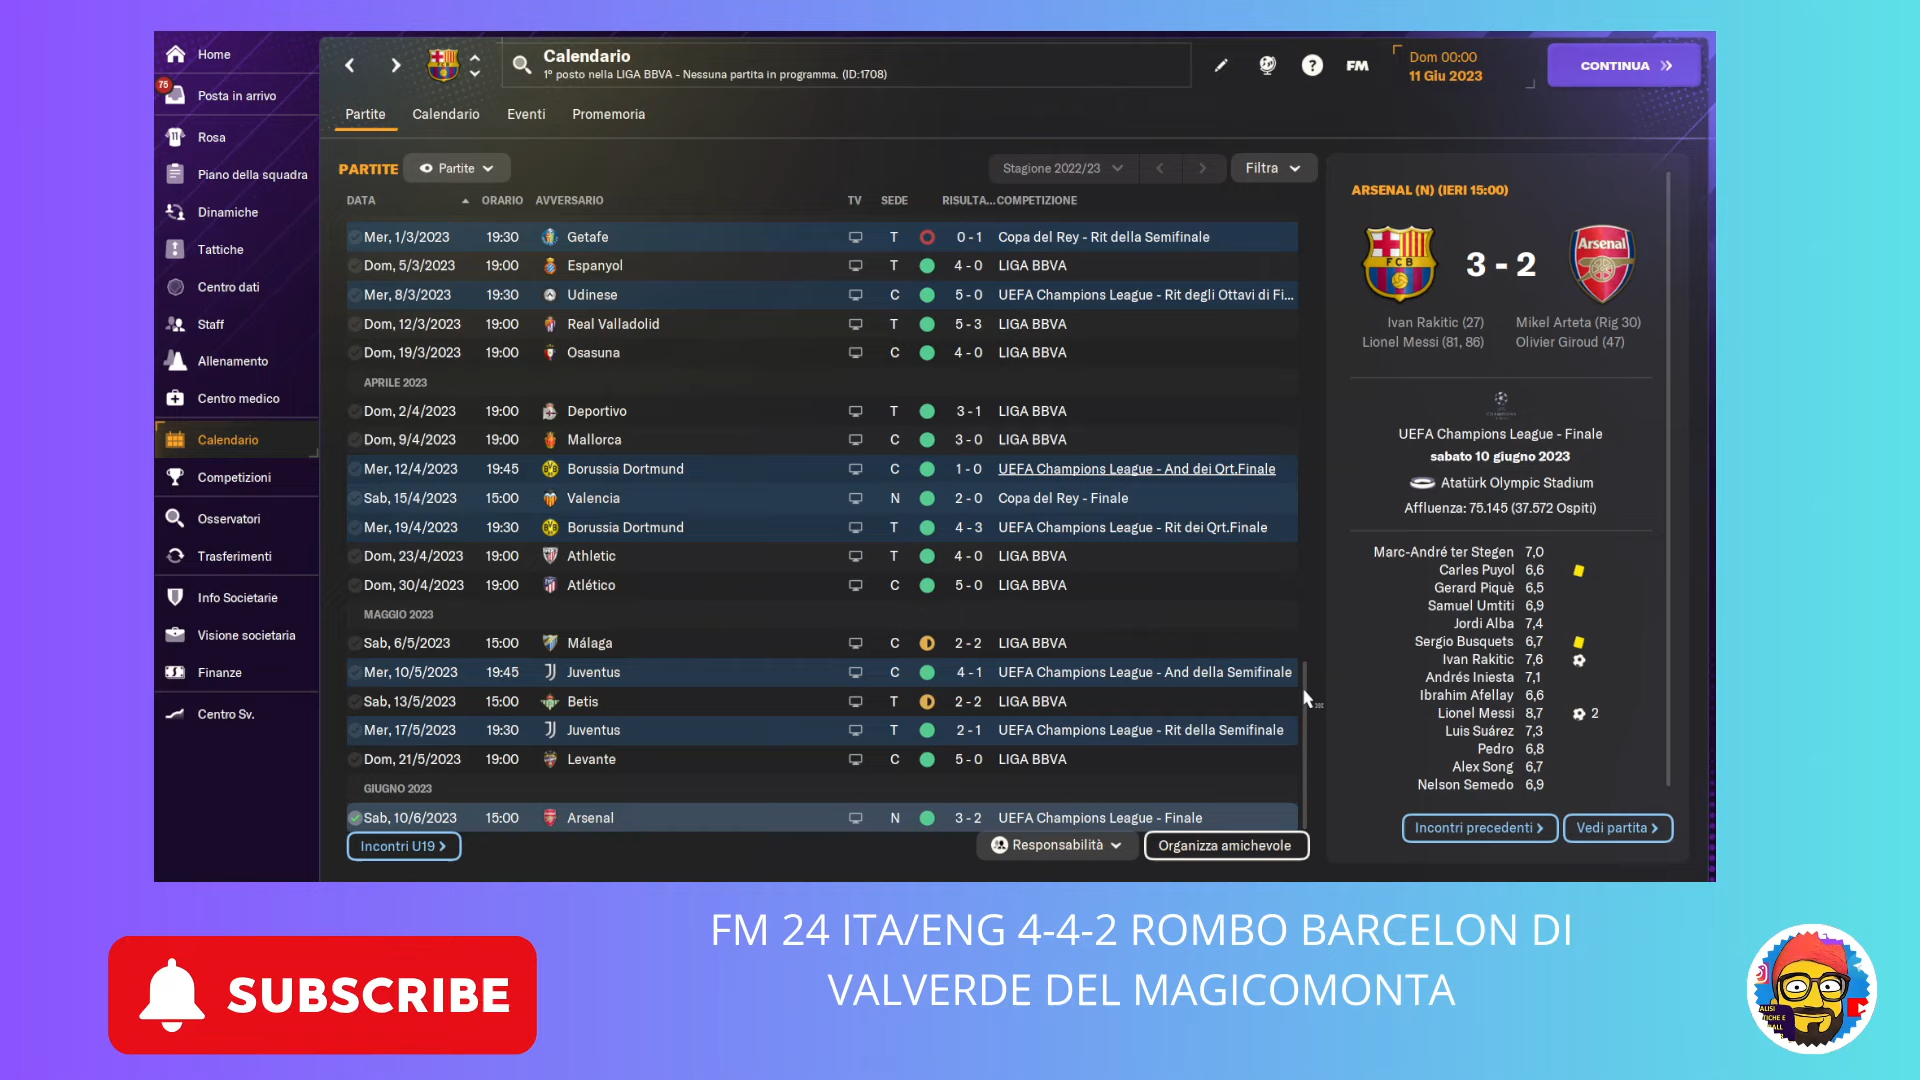 Home
75
Posta in arrivo
Rosa
Piano della squadra
Dinamiche
Tattiche
Centro dati
Staff
Allenamento
Centro medico
Calendario
Competizioni
Osservatori
Trasferimenti
Info Societarie
Visione societaria
Finanze
Centro Sv.
Calendario
1° posto nella LIGA BBVA - Nessuna partita in programma. (ID:1708)
FM
Dom 00:00
11 Giu 2023
CONTINUA
Partite Calendario Eventi Promemoria
PARTITE Partite Stagione 2022/23 Filtra
DATA ORARIO AVVERSARIO TV SEDE RISULTA... COMPETIZIONE
Mer, 1/3/2023 19:30 Getafe T 0 - 1 Copa del Rey - Rit della Semifinale
Dom, 5/3/2023 19:00 Espanyol T 4 - 0 LIGA BBVA
Mer, 8/3/2023 19:30 Udinese C 5 - 0 UEFA Champions League - Rit degli Ottavi di Fi...
Dom, 12/3/2023 19:00 Real Valladolid T 5 - 3 LIGA BBVA
Dom, 19/3/2023 19:00 Osasuna C 4 - 0 LIGA BBVA
APRILE 2023
Dom, 2/4/2023 19:00 Deportivo T 3 - 1 LIGA BBVA
Dom, 9/4/2023 19:00 Mallorca C 3 - 0 LIGA BBVA
Mer, 12/4/2023 19:45 Borussia Dortmund C 1 - 0 UEFA Champions League - And dei Qrt.Finale
Sab, 15/4/2023 15:00 Valencia N 2 - 0 Copa del Rey - Finale
Mer, 19/4/2023 19:30 Borussia Dortmund T 4 - 3 UEFA Champions League - Rit dei Qrt.Finale
Dom, 23/4/2023 19:00 Athletic T 4 - 0 LIGA BBVA
Dom, 30/4/2023 19:00 Atlético C 5 - 0 LIGA BBVA
MAGGIO 2023
Sab, 6/5/2023 15:00 Málaga C 2 - 2 LIGA BBVA
Mer, 10/5/2023 19:45 Juventus C 4 - 1 UEFA Champions League - And della Semifinale
Sab, 13/5/2023 15:00 Betis T 2 - 2 LIGA BBVA
Mer, 17/5/2023 19:30 Juventus T 2 - 1 UEFA Champions League - Rit della Semifinale
Dom, 21/5/2023 19:00 Levante C 5 - 0 LIGA BBVA
GIUGNO 2023
Sab, 10/6/2023 15:00 Arsenal N 3 - 2 UEFA Champions League - Finale
Incontri U19 Responsabilità Organizza amichevole
ARSENAL (N) (IERI 15:00)
FCB 3 - 2 Arsenal
Ivan Rakitic (27) Mikel Arteta (Rig 30)
Lionel Messi (81, 86) Olivier Giroud (47)
UEFA Champions League - Finale
sabato 10 giugno 2023
Atatürk Olympic Stadium
Affluenza: 75.145 (37.572 Ospiti)
Marc-André ter Stegen 7,0
Carles Puyol 6,6
Gerard Piquè 6,5
Samuel Umtiti 6,9
Jordi Alba 7,4
Sergio Busquets 6,7
Ivan Rakitic 7,6
Andrés Iniesta 7,1
Ibrahim Afellay 6,6
Lionel Messi 8,7 2
Luis Suárez 7,3
Pedro 6,8
Alex Song 6,7
Nelson Semedo 6,9
Incontri precedenti Vedi partita
SUBSCRIBE
FM 24 ITA/ENG 4-4-2 ROMBO BARCELON DI
VALVERDE DEL MAGICOMONTA